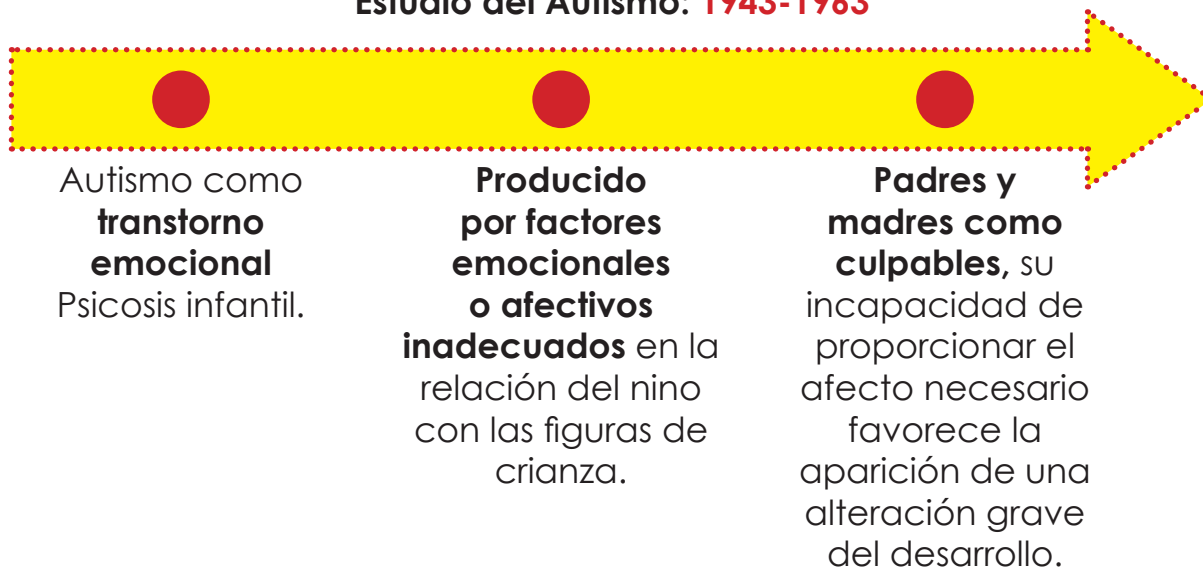 Estudio del Autismo: 1943-1963
Autismo como
transtorno
emocional
Psicosis infantil.
Producido
por factores
emocionales
o afectivos
inadecuados en la
relación del nino
con las figuras de
crianza.
Padres y
madres como
culpables, su
incapacidad de
proporcionar el
afecto necesario
favorece la
aparición de una
alteración grave
del desarrollo.